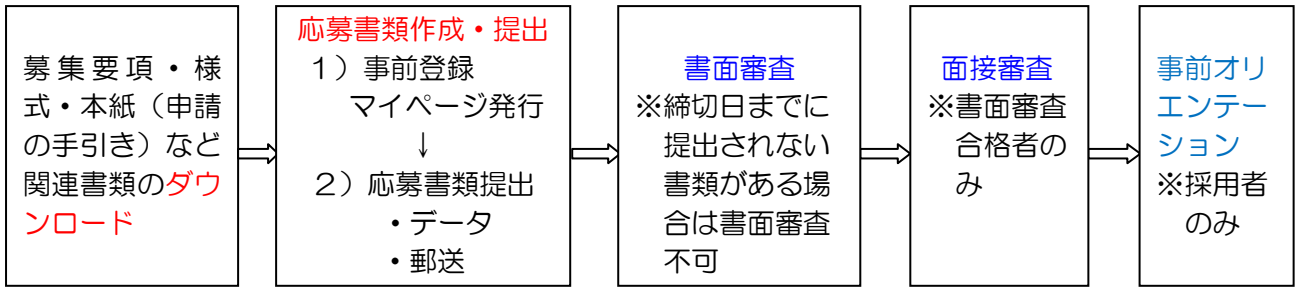 募集要項・様
式・本紙（申請
の手引き）など
関連書類のダウ
ンロード
応募書類作成・提出
１）事前登録
マイページ発行
↓
２）応募書類提出
・データ
・郵送
書面審査
※締切日までに
提出されない
書類がある場
合は書面審査
不可
面接審査
※書面審査
合格者の
み
事前オリ
エンテー
ション
※採用者
のみ